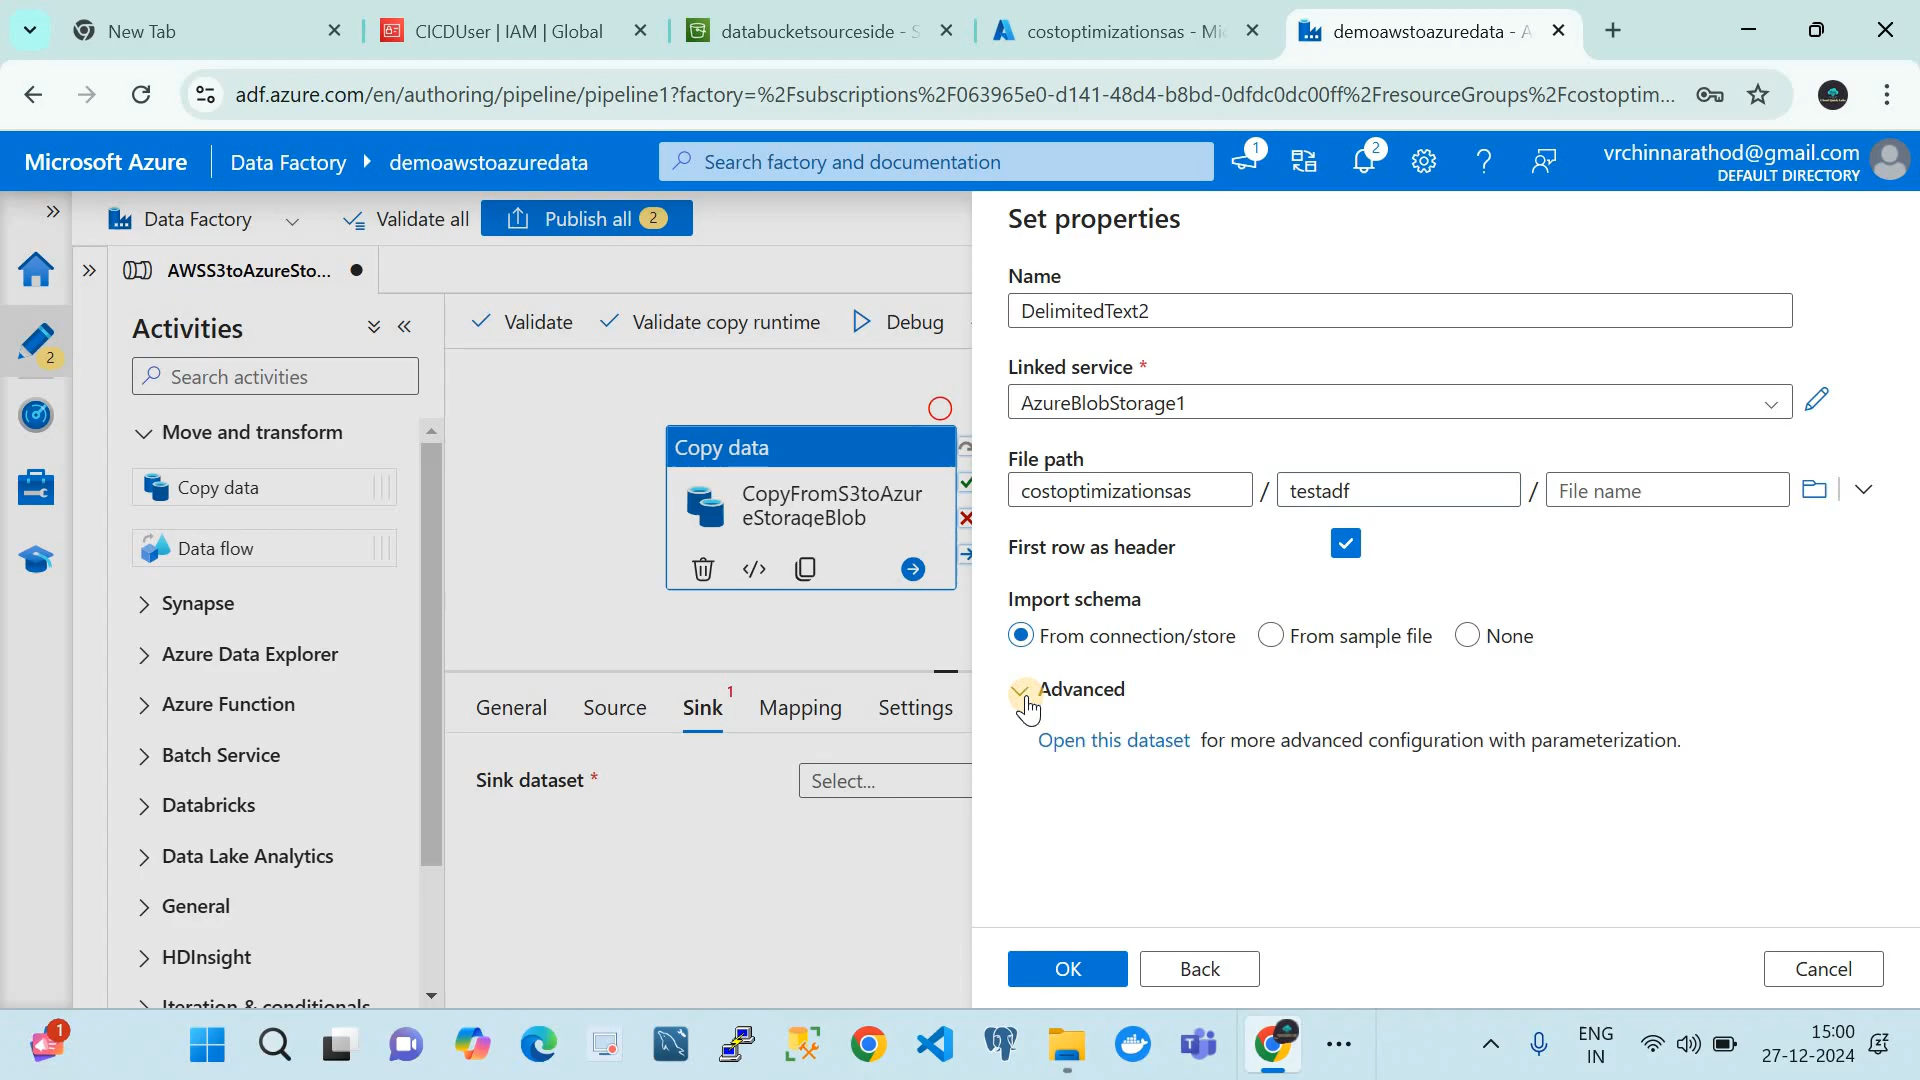 New Tab
CICDUser | IAM | Global
databucketsourceside - S
costoptimizationsas - Mi
demoawstoazuredata - A
adf.azure.com/en/authoring/pipeline/pipeline1?factory=%2Fsubscriptions%2F063965e0-d141-48d4-b8bd-0dfdc0dc00ff%2FresourceGroups%2Fcostoptim...
Microsoft Azure
Data Factory
demoawstoazuredata
Search factory and documentation
1
2
vrchinnarathod@gmail.com
DEFAULT DIRECTORY
Data Factory
Validate all
Publish all 2
AWSS3toAzureSto...
2
Activities
Search activities
Move and transform
Copy data
Data flow
Synapse
Azure Data Explorer
Azure Function
Batch Service
Databricks
Data Lake Analytics
General
HDInsight
Iteration & conditionals
Validate
Validate copy runtime
Debug
Copy data
CopyFromS3toAzur
eStorageBlob
General
Source
Sink 1
Mapping
Settings
Sink dataset *
Select...
Set properties
Name
DelimitedText2
Linked service *
AzureBlobStorage1
File path
costoptimizationsas / testadf / File name
First row as header
Import schema
From connection/store
From sample file
None
Advanced
Open this dataset for more advanced configuration with parameterization.
OK
Back
Cancel
1
ENG
IN
15:00
27-12-2024